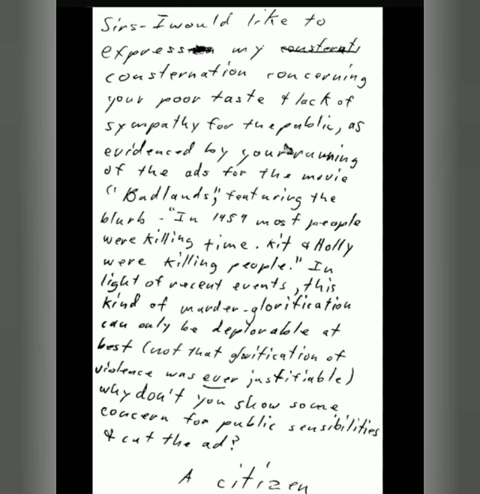 Sirs- I would like to
express my consternati
consternation concerning
your poor taste & lack of
sympathy for the public, as
evidenced by your running
of the ads for the movie
"Badlands," featuring the
blurb - "In 1959 most people
were killing time. Kit & Holly
were killing people." In
light of recent events, this
kind of murder-glorification
can only be deplorable at
best (not that glorification of
violence was ever justifiable)
why don't you show some
concern for public sensibilities
& cut the ad?
A citizen